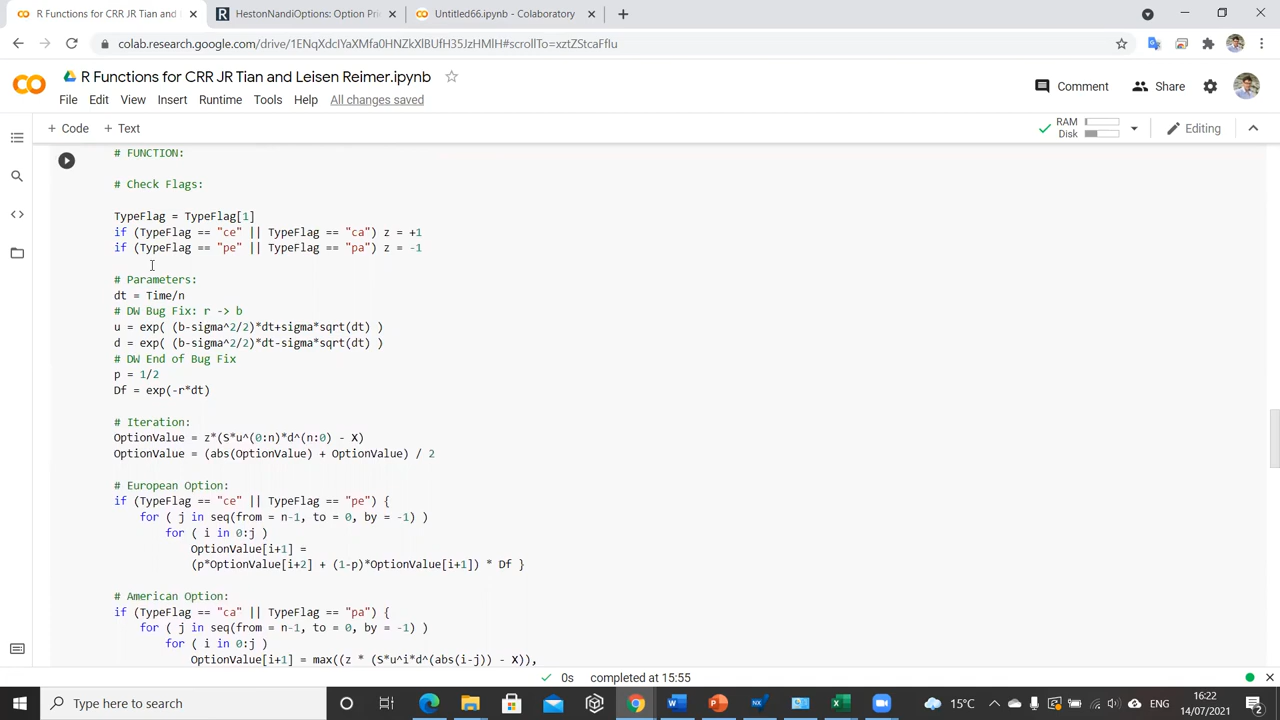 R Functions for CRR JR Tian and L
HestonNandiOptions: Option Pri
Untitled66.ipynb - Colaboratory
colab.research.google.com/drive/1ENqXdclYaXMfa0HNZkXlBUfH35JzHMlH#scrollTo=xztZStcaFflu
R Functions for CRR JR Tian and Leisen Reimer.ipynb
Comment
Share
File Edit View Insert Runtime Tools Help All changes saved
+ Code + Text
RAM
Disk
Editing
# FUNCTION:
# Check Flags:
TypeFlag = TypeFlag[1]
if (TypeFlag == "ce" || TypeFlag == "ca") z = +1
if (TypeFlag == "pe" || TypeFlag == "pa") z = -1
# Parameters:
dt = Time/n
# DW Bug Fix: r -> b
u = exp( (b-sigma^2/2)*dt+sigma*sqrt(dt) )
d = exp( (b-sigma^2/2)*dt-sigma*sqrt(dt) )
# DW End of Bug Fix
p = 1/2
Df = exp(-r*dt)
# Iteration:
OptionValue = z*(S*u^(0:n)*d^(n:0) - X)
OptionValue = (abs(OptionValue) + OptionValue) / 2
# European Option:
if (TypeFlag == "ce" || TypeFlag == "pe") {
for ( j in seq(from = n-1, to = 0, by = -1) )
for ( i in 0:j )
OptionValue[i+1] =
(p*OptionValue[i+2] + (1-p)*OptionValue[i+1]) * Df }
# American Option:
if (TypeFlag == "ca" || TypeFlag == "pa") {
for ( j in seq(from = n-1, to = 0, by = -1) )
for ( i in 0:j )
OptionValue[i+1] = max((z * (S*u^i*d^(abs(i-j)) - X)),
0s completed at 15:55
Type here to search
15°C
ENG
16:22
14/07/2021